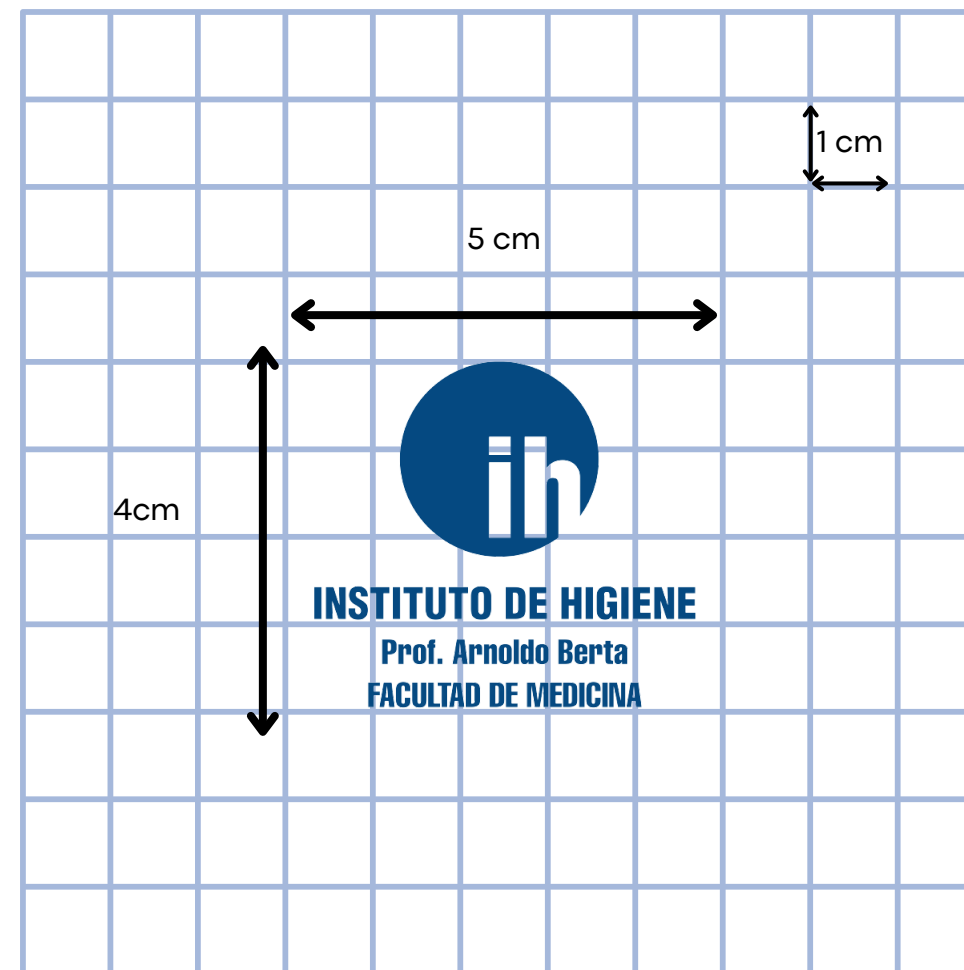 1 cm
5 cm
4cm
ih
INSTITUTO DE HIGIENE
Prof. Arnoldo Berta
FACULTAD DE MEDICINA